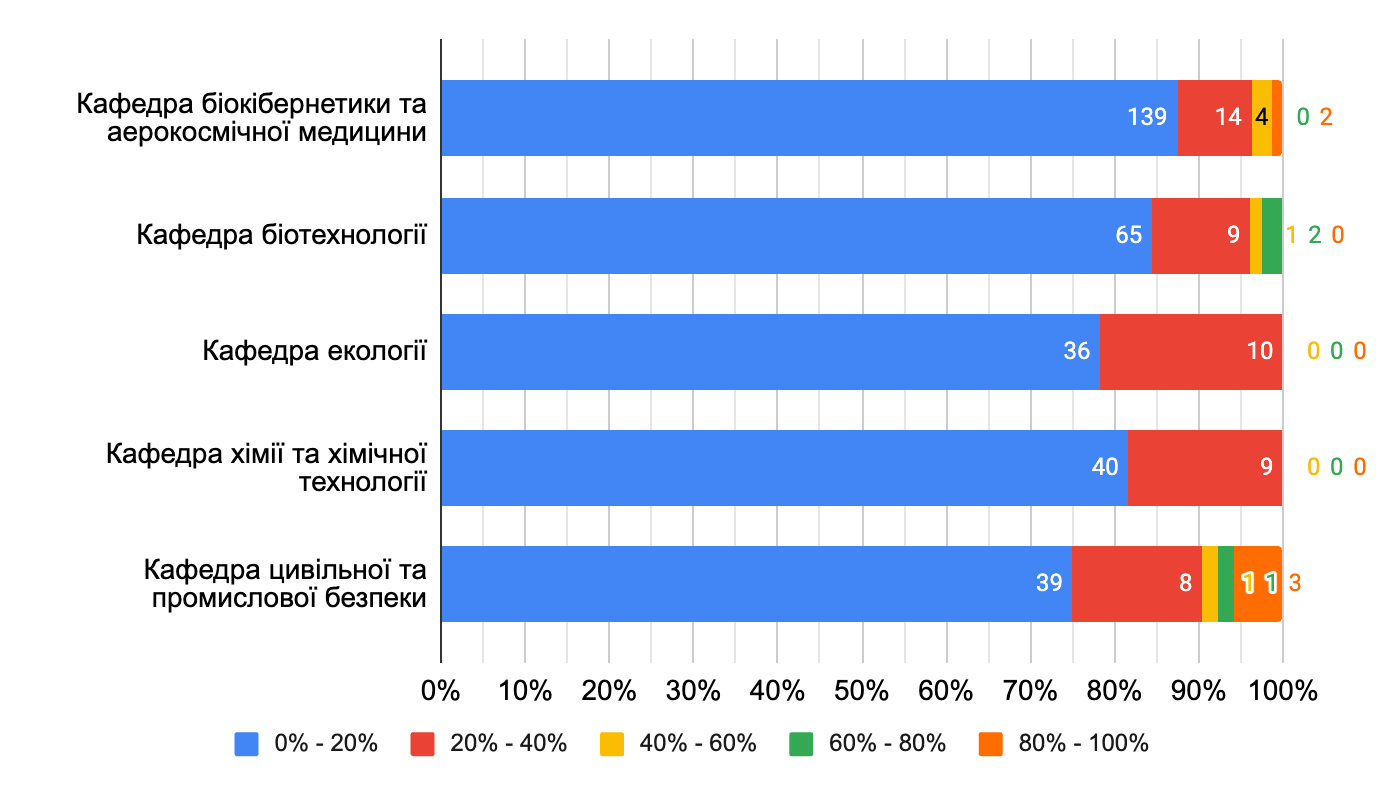 Кафедра біокібернетики та
аерокосмічної медицини
139 14 4 0 2
Кафедра біотехнології
65 9 1 2 0
Кафедра екології
36 10 0 0 0
Кафедра хімії та хімічної
технології
40 9 0 0 0
Кафедра цивільної та
промислової безпеки
39 8 1 1 3
0% 10% 20% 30% 40% 50% 60% 70% 80% 90% 100%
0% - 20% 20% - 40% 40% - 60% 60% - 80% 80% - 100%